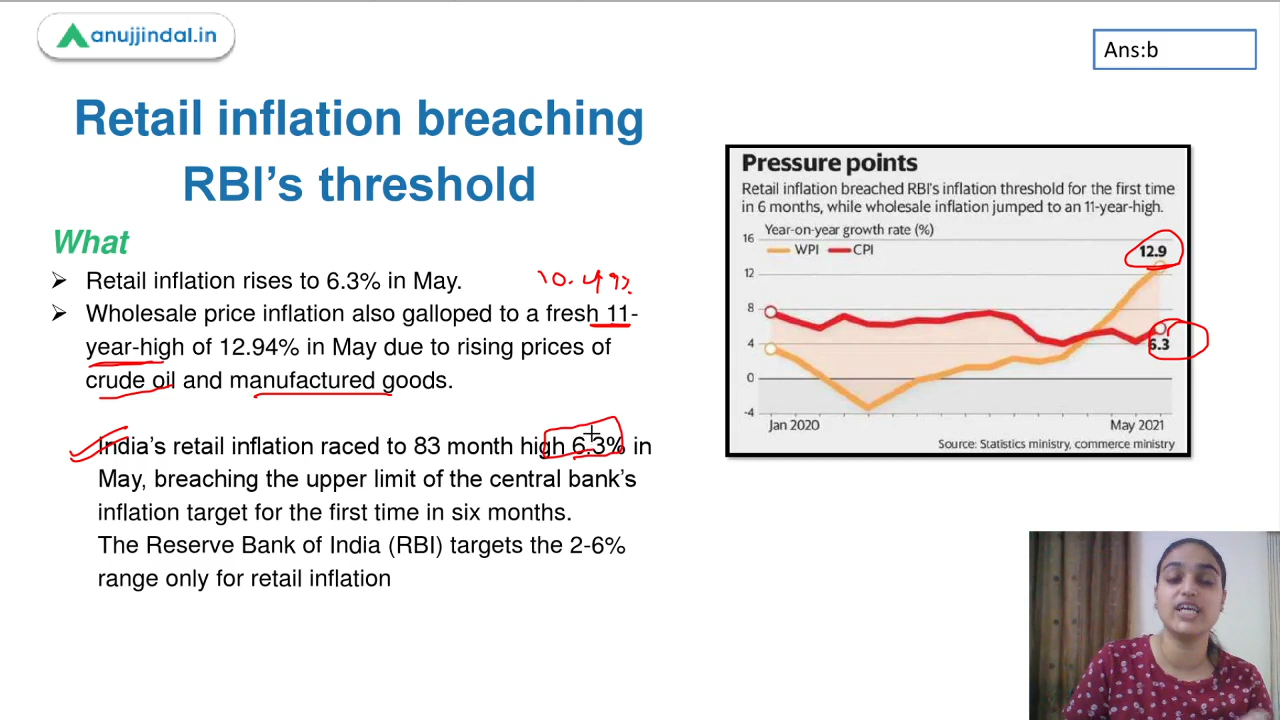 anujjindal.in
Ans:b
Retail inflation breaching
RBI's threshold
What
➢ Retail inflation rises to 6.3% in May.
10.49%
➢ Wholesale price inflation also galloped to a fresh 11-
year-high of 12.94% in May due to rising prices of
crude oil and manufactured goods.
India's retail inflation raced to 83 month high 6.3% in
May, breaching the upper limit of the central bank's
inflation target for the first time in six months.
The Reserve Bank of India (RBI) targets the 2-6%
range only for retail inflation
Pressure points
Retail inflation breached RBI's inflation threshold for the first time
in 6 months, while wholesale inflation jumped to an 11-year-high.
Year-on-year growth rate (%)
16
WPI CPI
12.9
12
8
4
6.3
0
-4
Jan 2020 May 2021
Source: Statistics ministry, commerce ministry